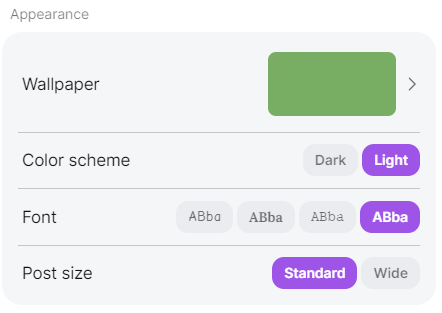 Appearance
Wallpaper
Color scheme Dark Light
Font ABba ABba ABba ABba
Post size Standard Wide